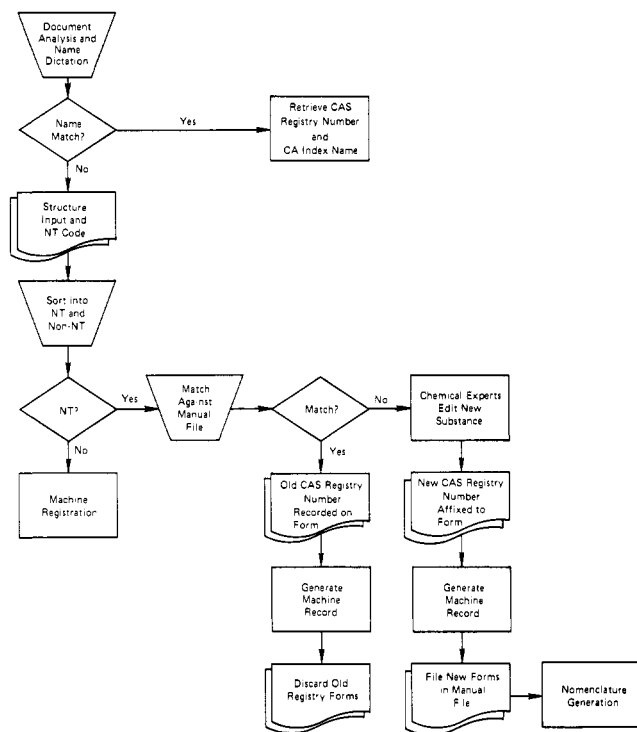 Document
Analysis and
Name
Dictation
Name
Match?
Yes
Retrieve CAS
Registry Number
and
CA Index Name
No
Structure
Input and
NT Code
Sort into
NT and
Non-NT
NT?
Yes
Match
Against
Manual
File
Match?
No
Chemical Experts
Edit New
Substance
No
Yes
Machine
Registration
Old CAS Registry
Number
Recorded on
Form
New CAS Registry
Number
Affixed to
Form
Generate
Machine
Record
Generate
Machine
Record
Discard Old
Registry Forms
File New Forms
in Manual
File
Nomenclature
Generation